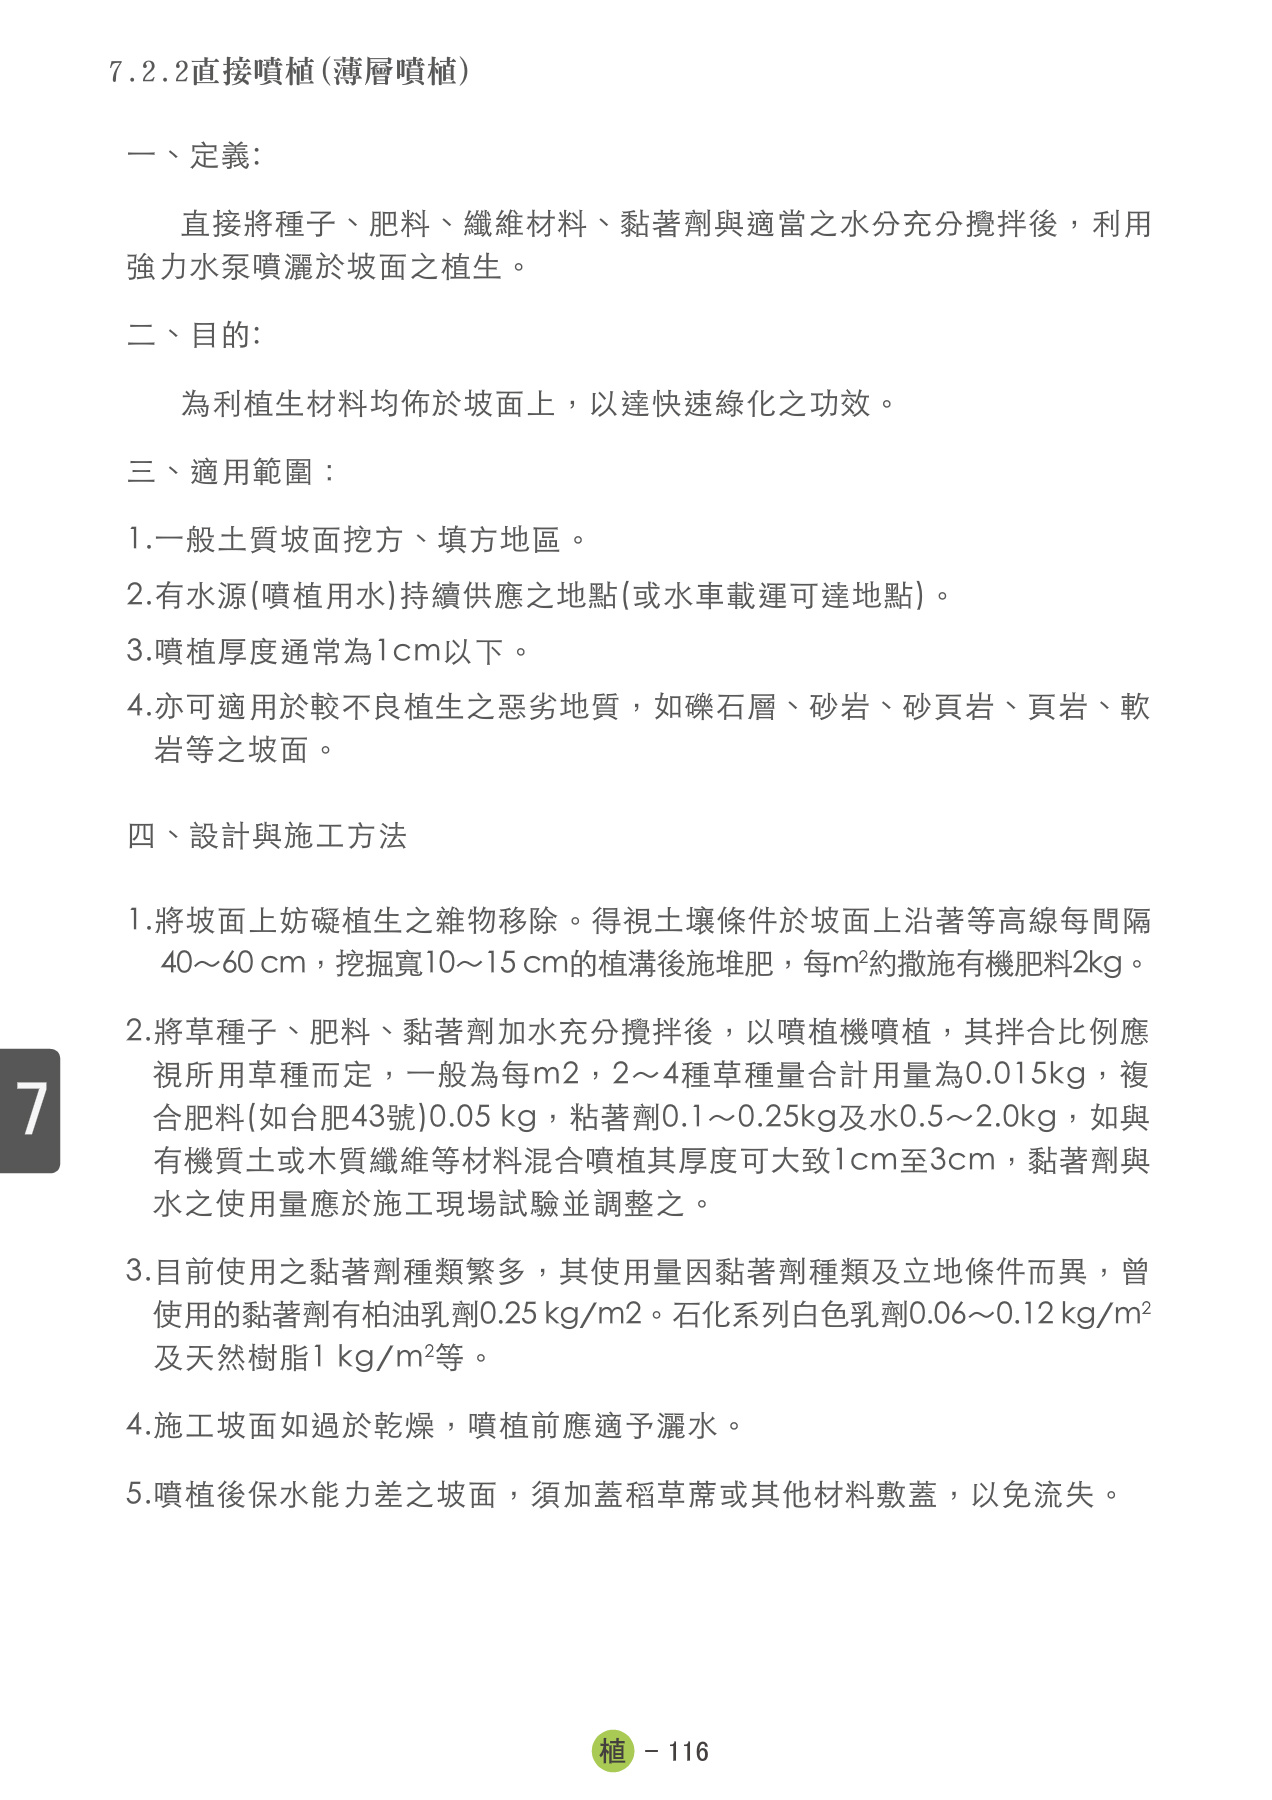 7.2.2直接噴植(薄層噴植)
一、定義:
直接將種子、肥料、纖維材料、黏著劑與適當之水分充分攪拌後，利用
強力水泵噴灑於坡面之植生。
二、目的:
為利植生材料均佈於坡面上，以達快速綠化之功效。
三、適用範圍：
1.一般土質坡面挖方、填方地區。
2.有水源(噴植用水)持續供應之地點(或水車載運可達地點)。
3.噴植厚度通常為1cm以下。
4.亦可適用於較不良植生之惡劣地質，如礫石層、砂岩、砂頁岩、頁岩、軟
岩等之坡面。
四、設計與施工方法
1.將坡面上妨礙植生之雜物移除。得視土壤條件於坡面上沿著等高線每間隔
40～60 cm，挖掘寬10～15 cm的植溝後施堆肥，每m²約撒施有機肥料2kg。
2.將草種子、肥料、黏著劑加水充分攪拌後，以噴植機噴植，其拌合比例應
視所用草種而定，一般為每m2，2～4種草種量合計用量為0.015kg，複
合肥料(如台肥43號)0.05 kg，粘著劑0.1～0.25kg及水0.5～2.0kg，如與
有機質土或木質纖維等材料混合噴植其厚度可大致1cm至3cm，黏著劑與
水之使用量應於施工現場試驗並調整之。
3.目前使用之黏著劑種類繁多，其使用量因黏著劑種類及立地條件而異，曾
使用的黏著劑有柏油乳劑0.25 kg/m2。石化系列白色乳劑0.06～0.12 kg/m²
及天然樹脂1 kg/m²等。
4.施工坡面如過於乾燥，噴植前應適予灑水。
7
5.噴植後保水能力差之坡面，須加蓋稻草蓆或其他材料敷蓋，以免流失。
植 - 116